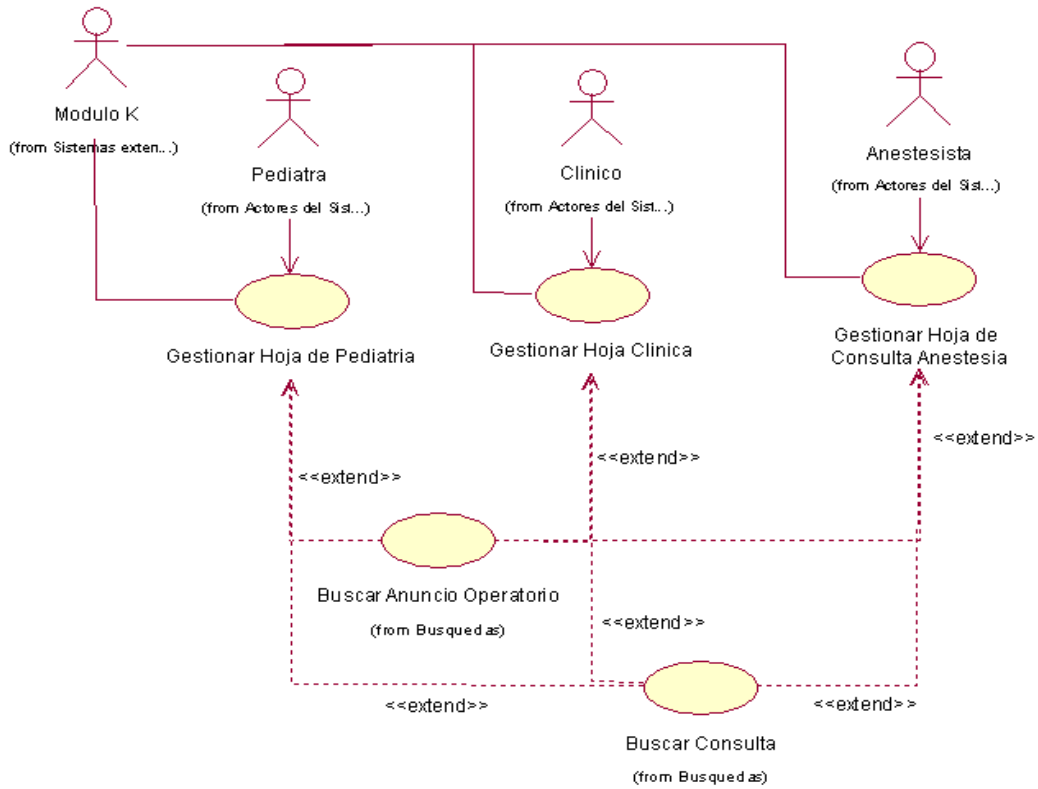 Modulo K
(from Sistemas exten...)
Pediatra
(from Actores del Sist...)
Clinico
(from Actores del Sist...)
Anestesista
(from Actores del Sist...)
Gestionar Hoja de Pediatria
Gestionar Hoja Clinica
Gestionar Hoja de
Consulta Anestesia
<<extend>>
<<extend>>
<<extend>>
Buscar Anuncio Operatorio
(from Busquedas)
<<extend>>
<<extend>>
<<extend>>
Buscar Consulta
(from Busquedas)